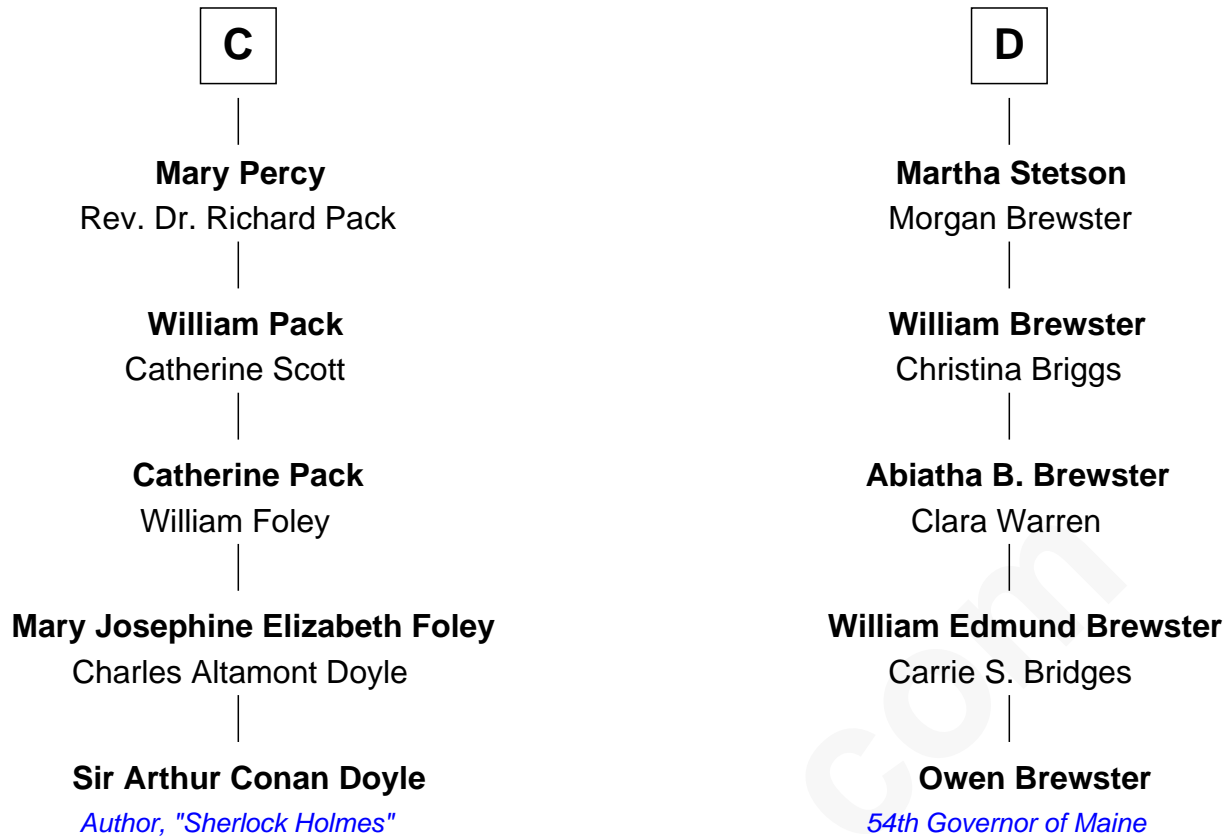 C
Mary Percy
Rev. Dr. Richard Pack
William Pack
Catherine Scott
Catherine Pack
William Foley
Mary Josephine Elizabeth Foley
Charles Altamont Doyle
Sir Arthur Conan Doyle
Author, "Sherlock Holmes"
D
Martha Stetson
Morgan Brewster
William Brewster
Christina Briggs
Abiatha B. Brewster
Clara Warren
William Edmund Brewster
Carrie S. Bridges
Owen Brewster
54th Governor of Maine
com